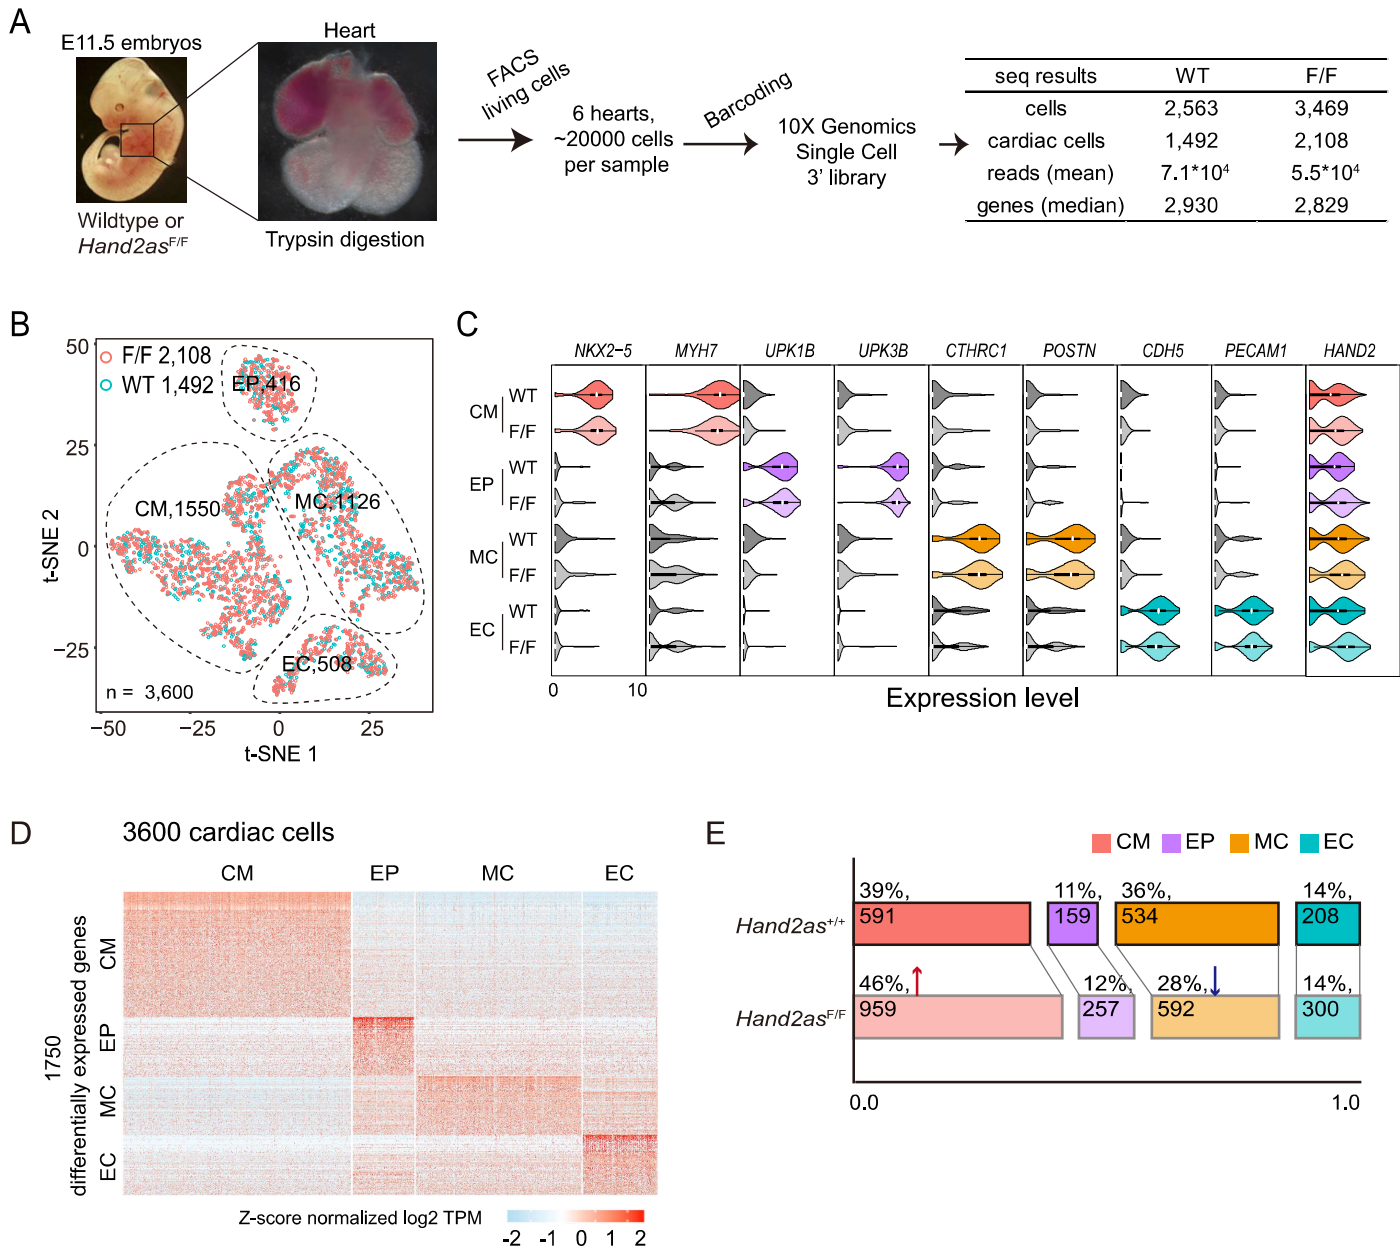 A
E11.5 embryos
Heart
Wildtype or
Hand2as^F/F
Trypsin digestion
FACS
living cells
6 hearts,
~20000 cells
per sample
Barcoding
10X Genomics
Single Cell
3' library
seq results WT F/F
cells 2,563 3,469
cardiac cells 1,492 2,108
reads (mean) 7.1*10⁴ 5.5*10⁴
genes (median) 2,930 2,829
B
F/F 2,108
WT 1,492
EP,416
CM,1550
MC,1126
EC,508
n = 3,600
50
25
0
−25
−50 0 25
t-SNE 2
t-SNE 1
C
NKX2−5 MYH7 UPK1B UPK3B CTHRC1 POSTN CDH5 PECAM1 HAND2
CM WT
F/F
EP WT
F/F
MC WT
F/F
EC WT
F/F
0 10
Expression level
D
3600 cardiac cells
CM EP MC EC
1750
differentially expressed genes
CM
EP
MC
EC
Z-score normalized log2 TPM
-2 -1 0 1 2
E
CM EP MC EC
39%, 11%, 36%, 14%,
Hand2as^+/+ 591 159 534 208
46%, 12%, 28%, 14%,
Hand2as^F/F 959 257 592 300
0.0 1.0